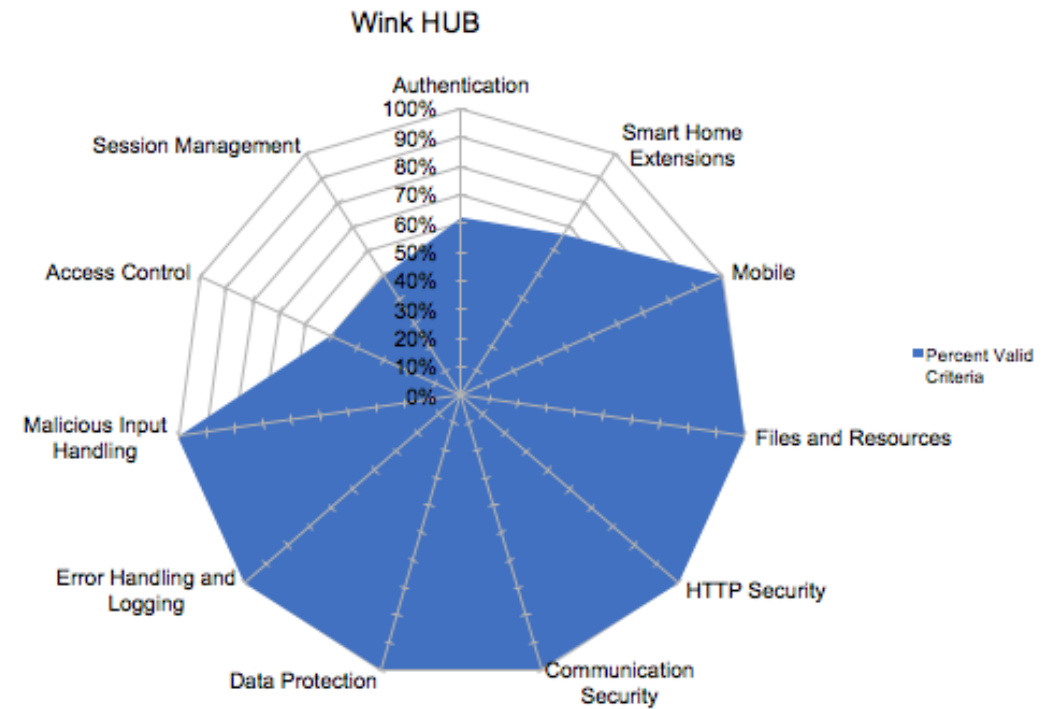 Wink HUB
Authentication
100%
90%
80%
70%
60%
50%
40%
30%
20%
10%
0%
Smart Home
Extensions
Mobile
Files and Resources
HTTP Security
Communication
Security
Data Protection
Error Handling and
Logging
Malicious Input
Handling
Access Control
Session Management
Percent Valid
Criteria